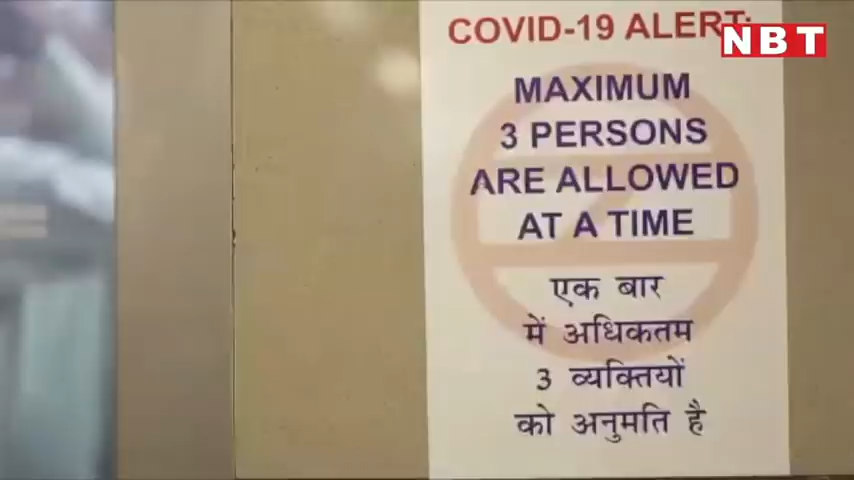 COVID-19 ALERT:
NBT
MAXIMUM
3 PERSONS
ARE ALLOWED
AT A TIME
एक बार
में अधिकतम
3 व्यक्तियों
को अनुमति है